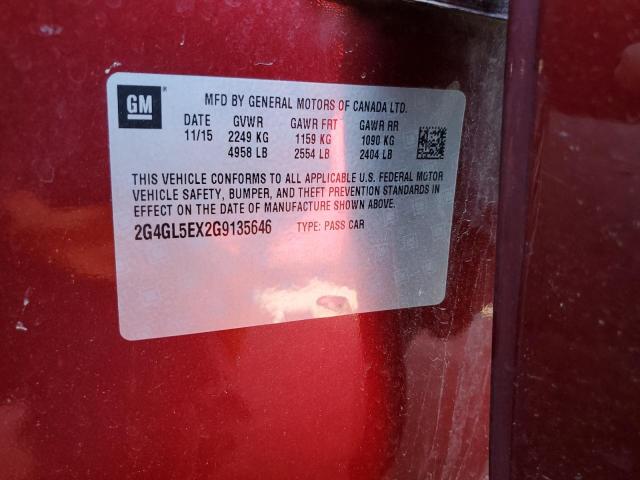 GM
MFD BY GENERAL MOTORS OF CANADA LTD.
DATE GVWR GAWR FRT GAWR RR
11/15 2249 KG 1159 KG 1090 KG
4958 LB 2554 LB 2404 LB
THIS VEHICLE CONFORMS TO ALL APPLICABLE U.S. FEDERAL MOTOR
VEHICLE SAFETY, BUMPER, AND THEFT PREVENTION STANDARDS IN
EFFECT ON THE DATE OF MANUFACTURE SHOWN ABOVE.
2G4GL5EX2G9135646 TYPE: PASS CAR